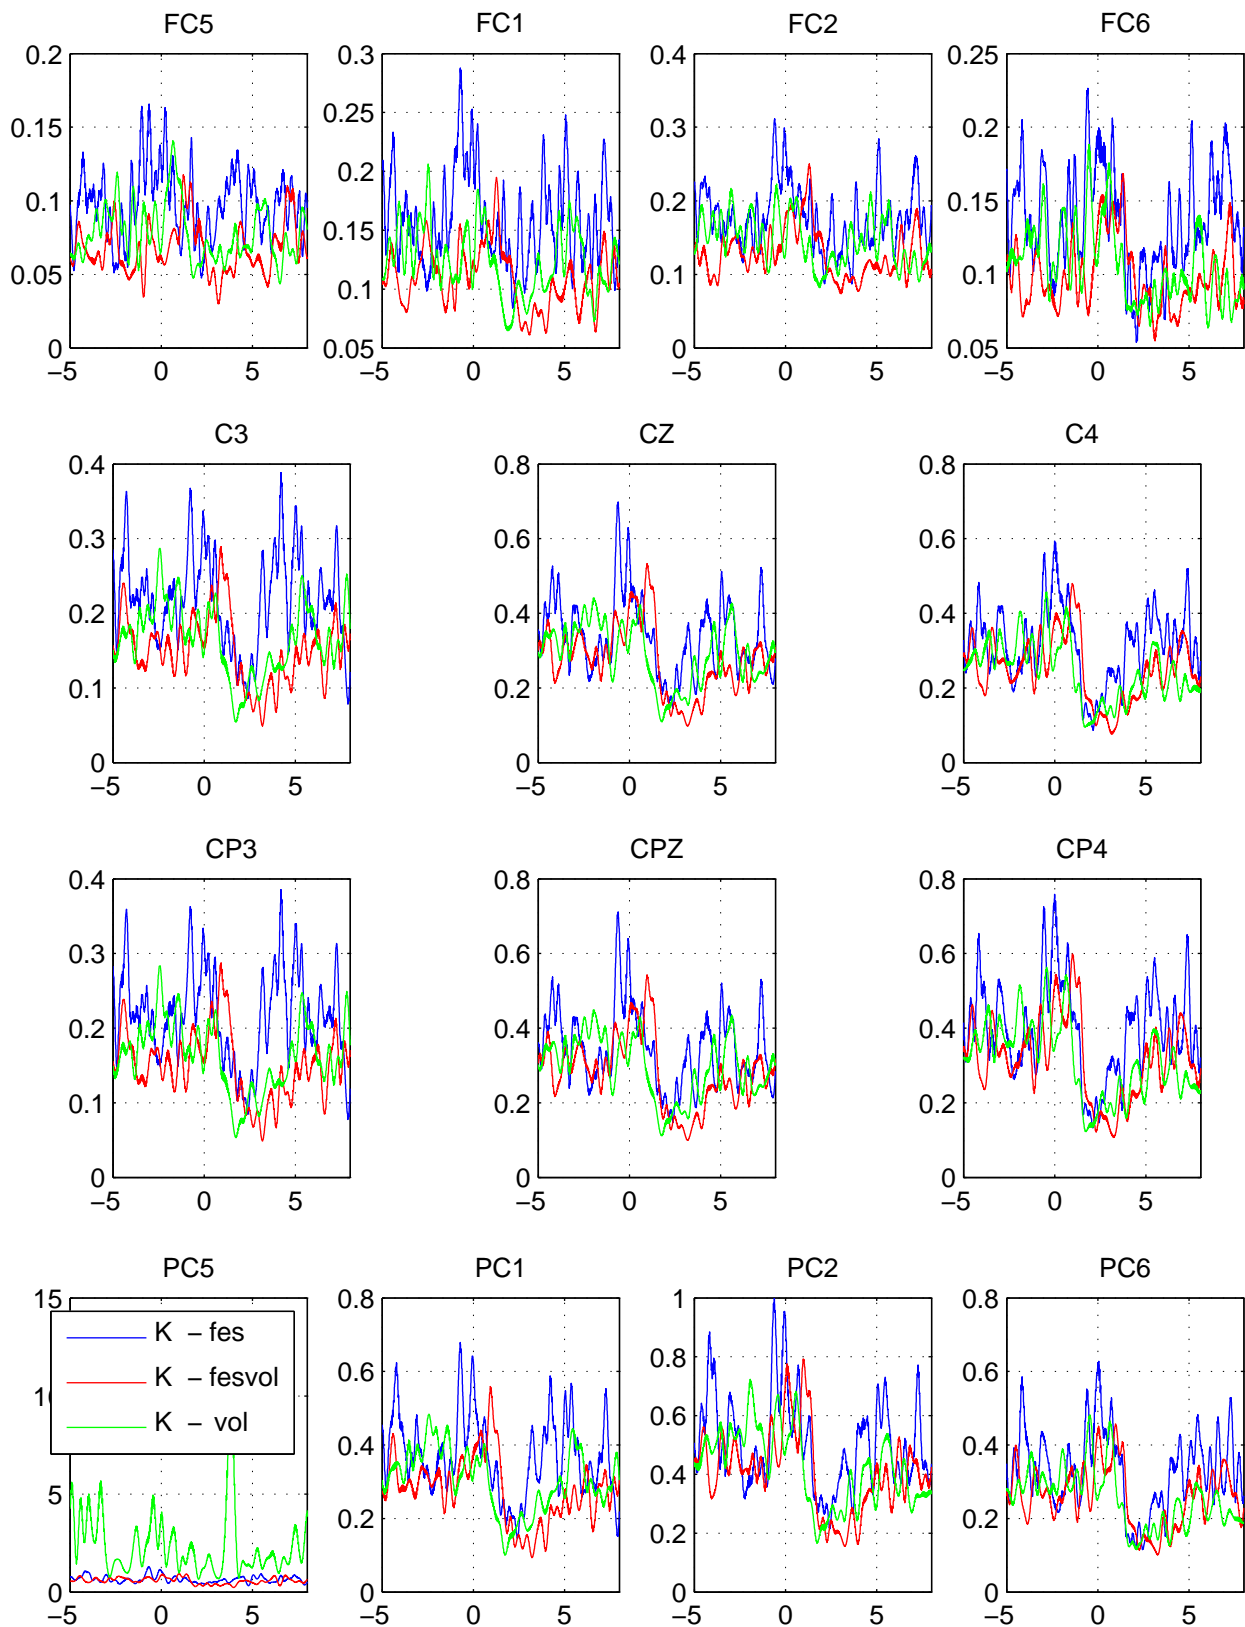 FC5 FC1 FC2 FC6
0.2 0.3 0.4 0.25
0.25
0.15 0.3 0.2
0.2
0.1 0.2 0.15
0.15
0.05 0.1 0.1
0.1
0 0.05 0 0.05
−5 0 5 −5 0 5 −5 0 5 −5 0 5
C3 CZ C4
0.4 0.8 0.8
0.3 0.6 0.6
0.2 0.4 0.4
0.1 0.2 0.2
0 0 0
−5 0 5 −5 0 5 −5 0 5
CP3 CPZ CP4
0.4 0.8 0.8
0.3 0.6 0.6
0.2 0.4 0.4
0.1 0.2 0.2
0 0 0
−5 0 5 −5 0 5 −5 0 5
PC5 PC1 PC2 PC6
15 0.8 1 0.8
K − fes
0.8
0.6 0.6
K − fesvol
10 0.6
K − vol
0.4 0.4
5 0.4
0.2 0.2 0.2
0 0 0 0
−5 0 5 −5 0 5 −5 0 5 −5 0 5